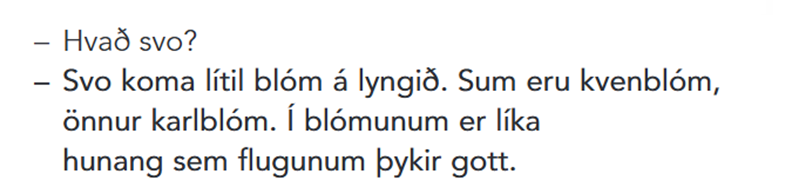 – Hvað svo?
– Svo koma lítil blóm á lyngið. Sum eru kvenblóm,
önnur karlblóm. Í blómunum er líka
hunang sem flugunum þykir gott.